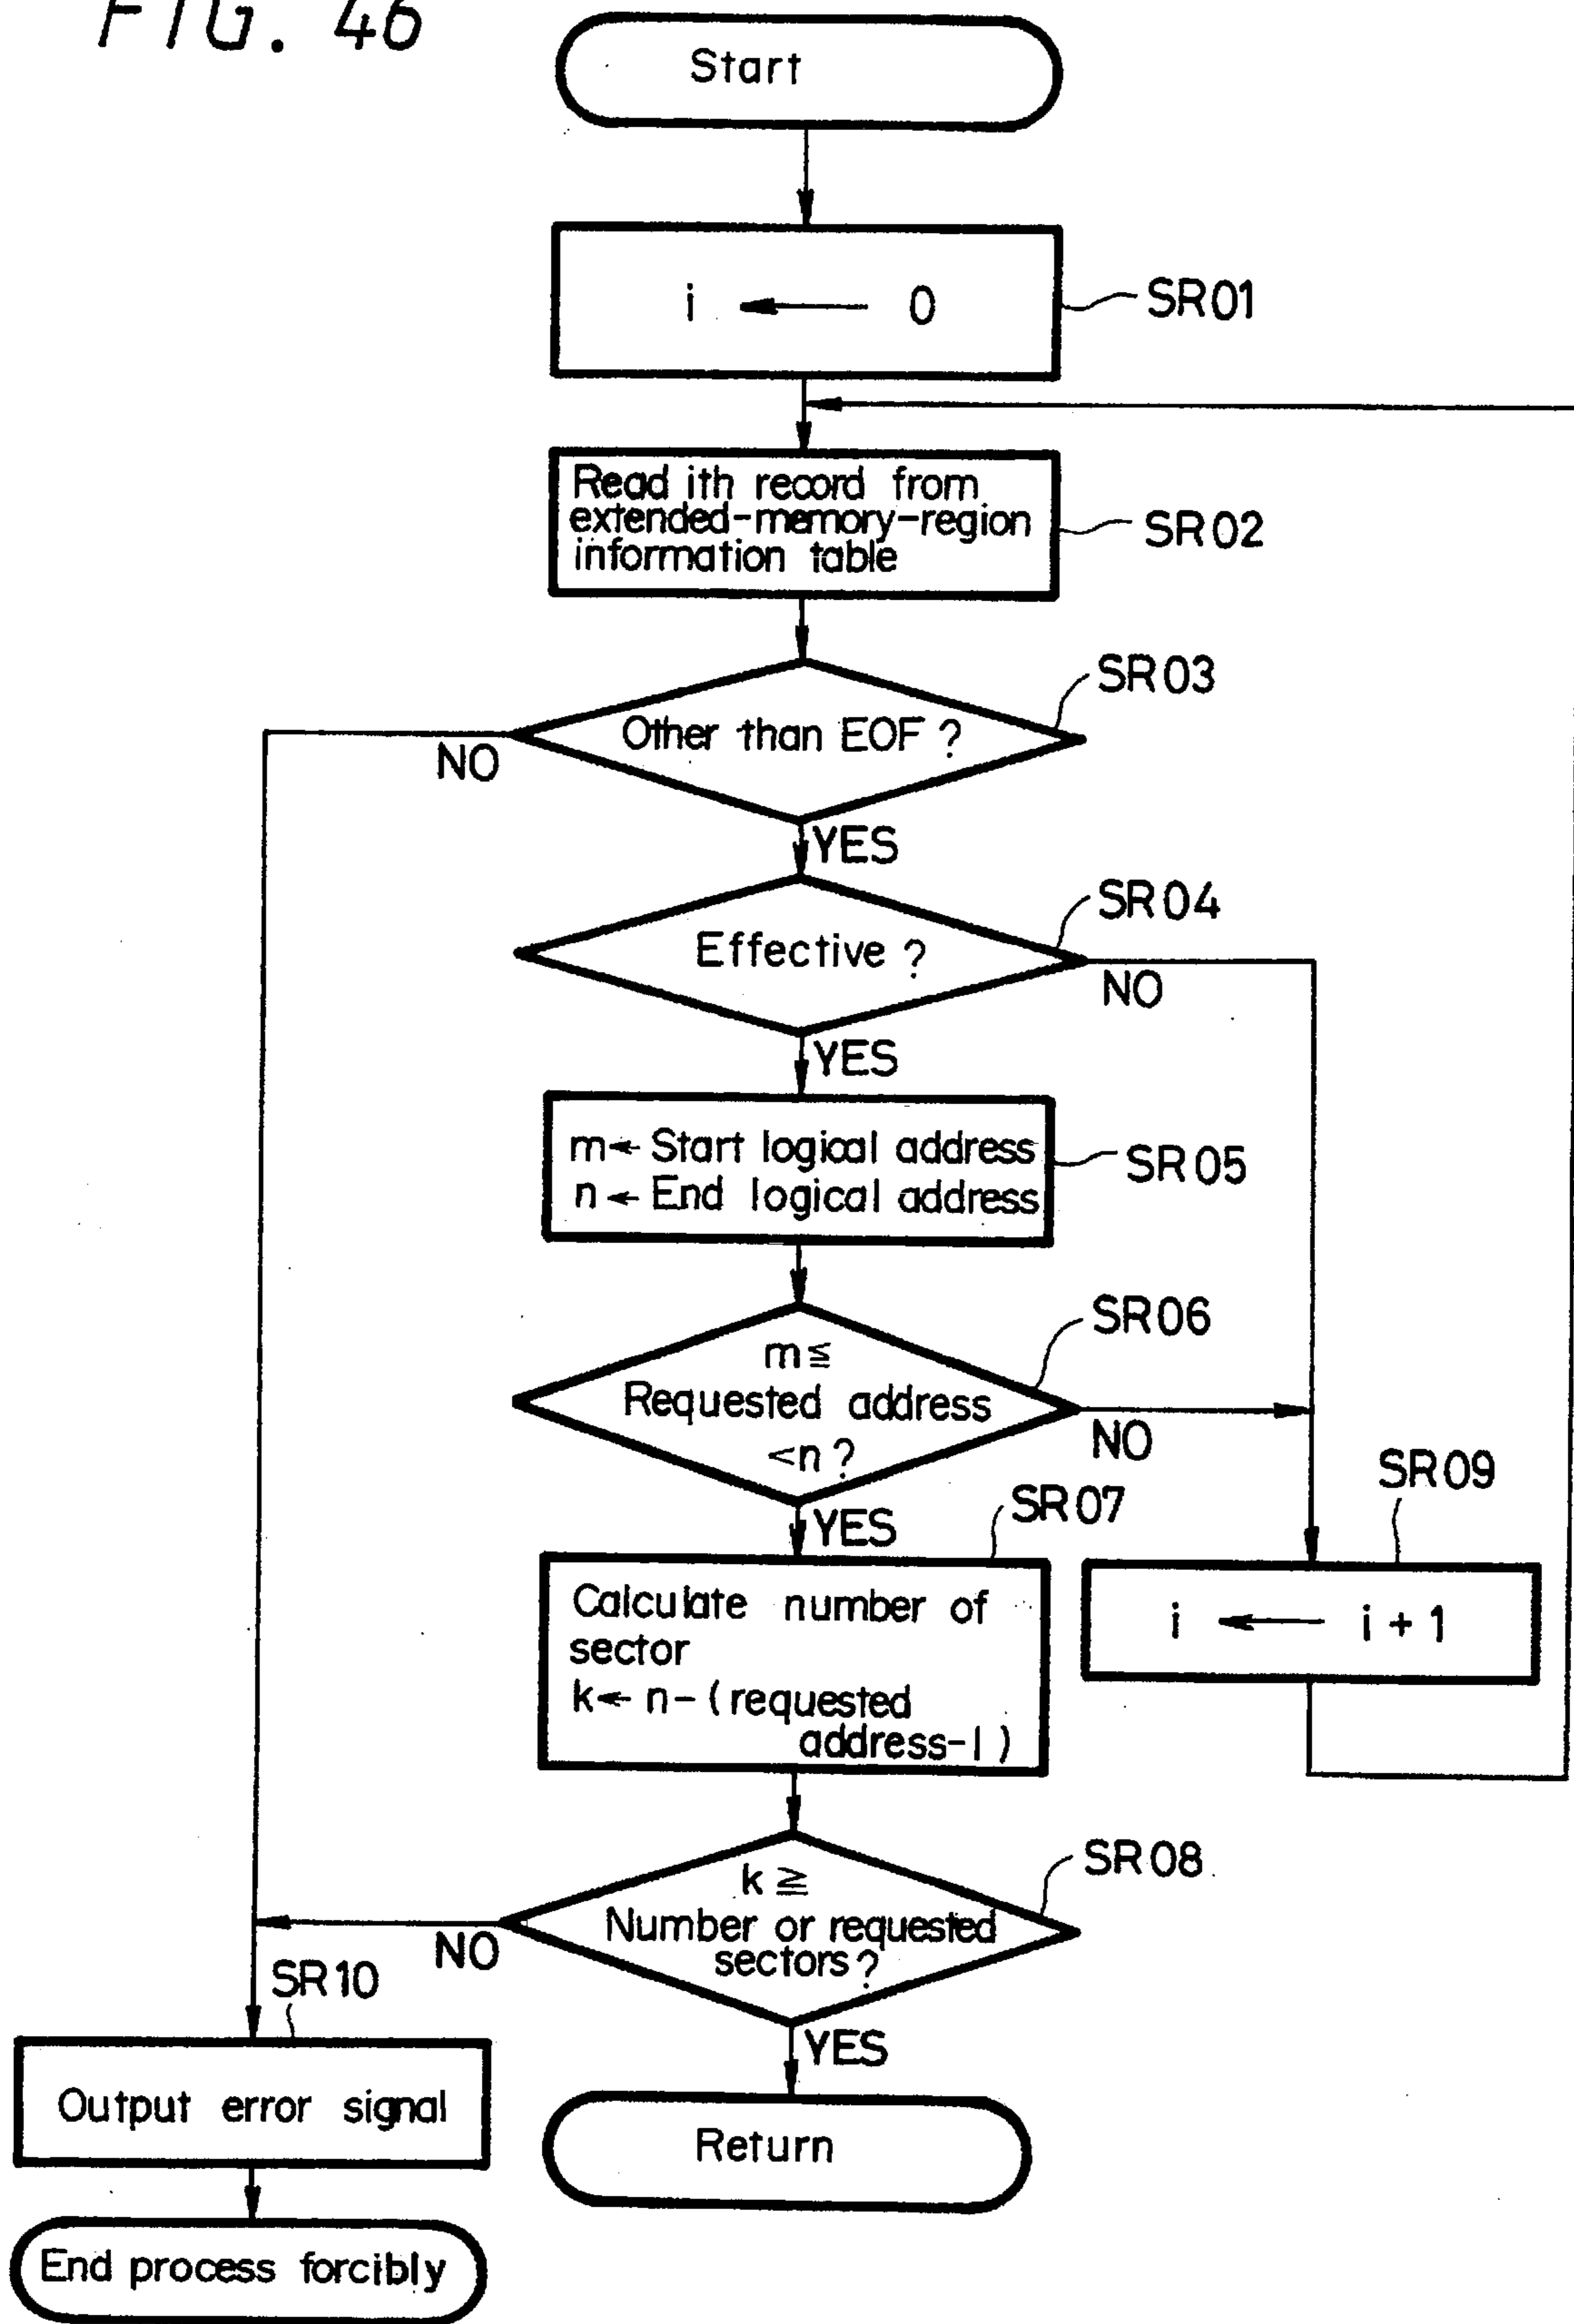 FIG. 46
Start
i ← 0
SR01
Read ith record from
extended-memory-region
information table
SR02
SR03
Other than EOF ?
NO
YES
SR04
Effective ?
NO
YES
m← Start logical address
n ← End logical address
SR05
SR06
m≦
Requested address
<n ?
NO
YES
SR07
SR09
Calculate number of
sector
k← n-(requested
address-1)
i ← i + 1
SR08
k ≧
Number or requested
sectors?
NO
YES
SR10
Output error signal
Return
End process forcibly